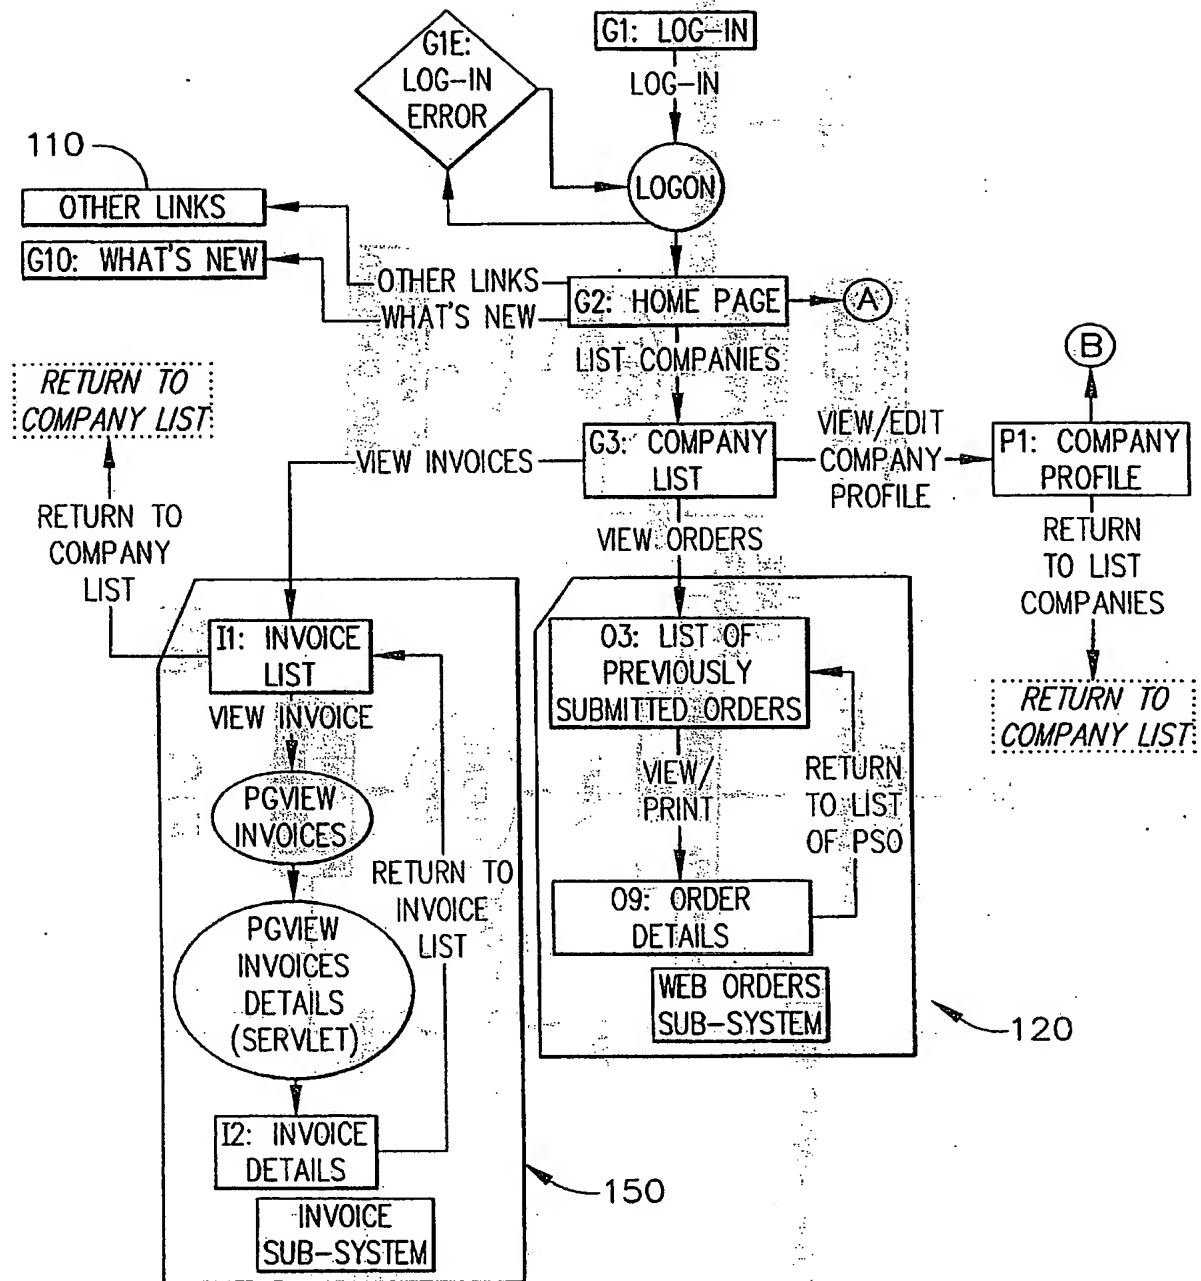 G1: LOG-IN
G1E:
LOG-IN
ERROR
LOG-IN
LOGON
110
OTHER LINKS
G10: WHAT'S NEW
OTHER LINKS
WHAT'S NEW
G2: HOME PAGE
A
LIST COMPANIES
B
RETURN TO
COMPANY LIST
VIEW INVOICES
G3: COMPANY
LIST
VIEW/EDIT
COMPANY
PROFILE
P1: COMPANY
PROFILE
RETURN TO
COMPANY
LIST
VIEW ORDERS
RETURN
TO LIST
COMPANIES
I1: INVOICE
LIST
O3: LIST OF
PREVIOUSLY
SUBMITTED ORDERS
RETURN TO
COMPANY LIST
VIEW INVOICE
VIEW/
PRINT
RETURN
TO LIST
OF PSO
PGVIEW
INVOICES
RETURN TO
INVOICE
LIST
O9: ORDER
DETAILS
PGVIEW
INVOICES
DETAILS
(SERVLET)
WEB ORDERS
SUB-SYSTEM
120
I2: INVOICE
DETAILS
150
INVOICE
SUB-SYSTEM